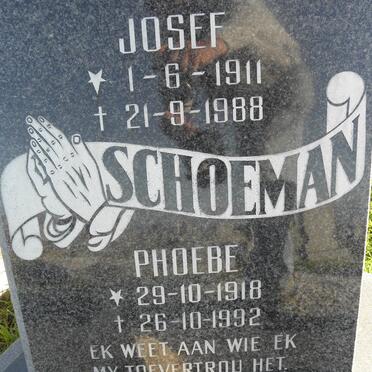 JOSEF
* 1-6-1911
† 21-9-1988
SCHOEMAN
PHOEBE
* 29-10-1918
† 26-10-1992
EK WEET AAN WIE EK
MY TOEVERTROU HET.